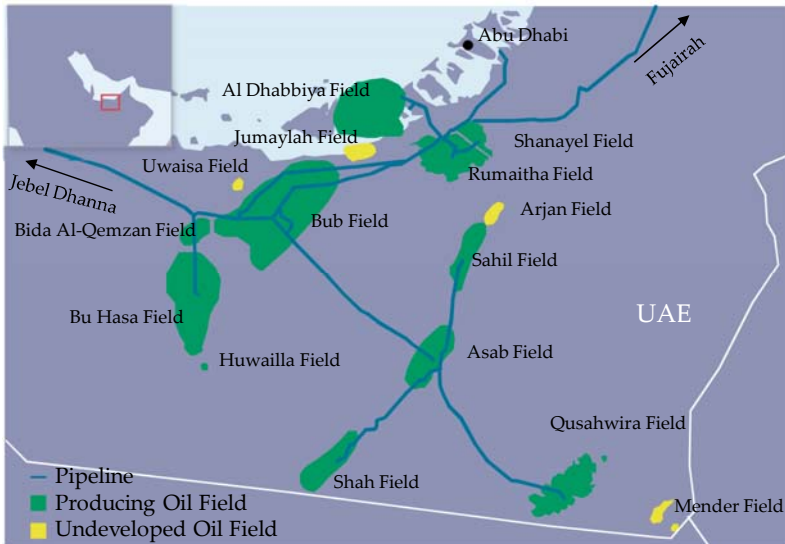 Abu Dhabi
Fujairah
Al Dhabbiya Field
Jumaylah Field
Shanayel Field
Uwaisa Field
Rumaitha Field
Jebel Dhanna
Arjan Field
Bub Field
Bida Al-Qemzan Field
Sahil Field
Bu Hasa Field
UAE
Huwailla Field
Asab Field
Qusahwira Field
Shah Field
Mender Field
Pipeline
Producing Oil Field
Undeveloped Oil Field